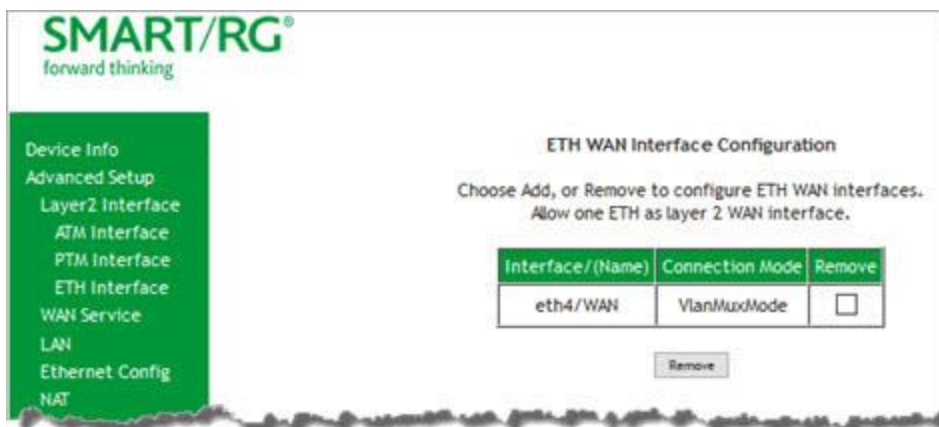 SMART/RG®
forward thinking
Device Info
Advanced Setup
Layer2 Interface
ATM Interface
PTM Interface
ETH Interface
WAN Service
LAN
Ethernet Config
NAT
ETH WAN Interface Configuration
Choose Add, or Remove to configure ETH WAN interfaces.
Allow one ETH as layer 2 WAN interface.
Interface/(Name) Connection Mode Remove
eth4/WAN VlanMuxMode
Remove